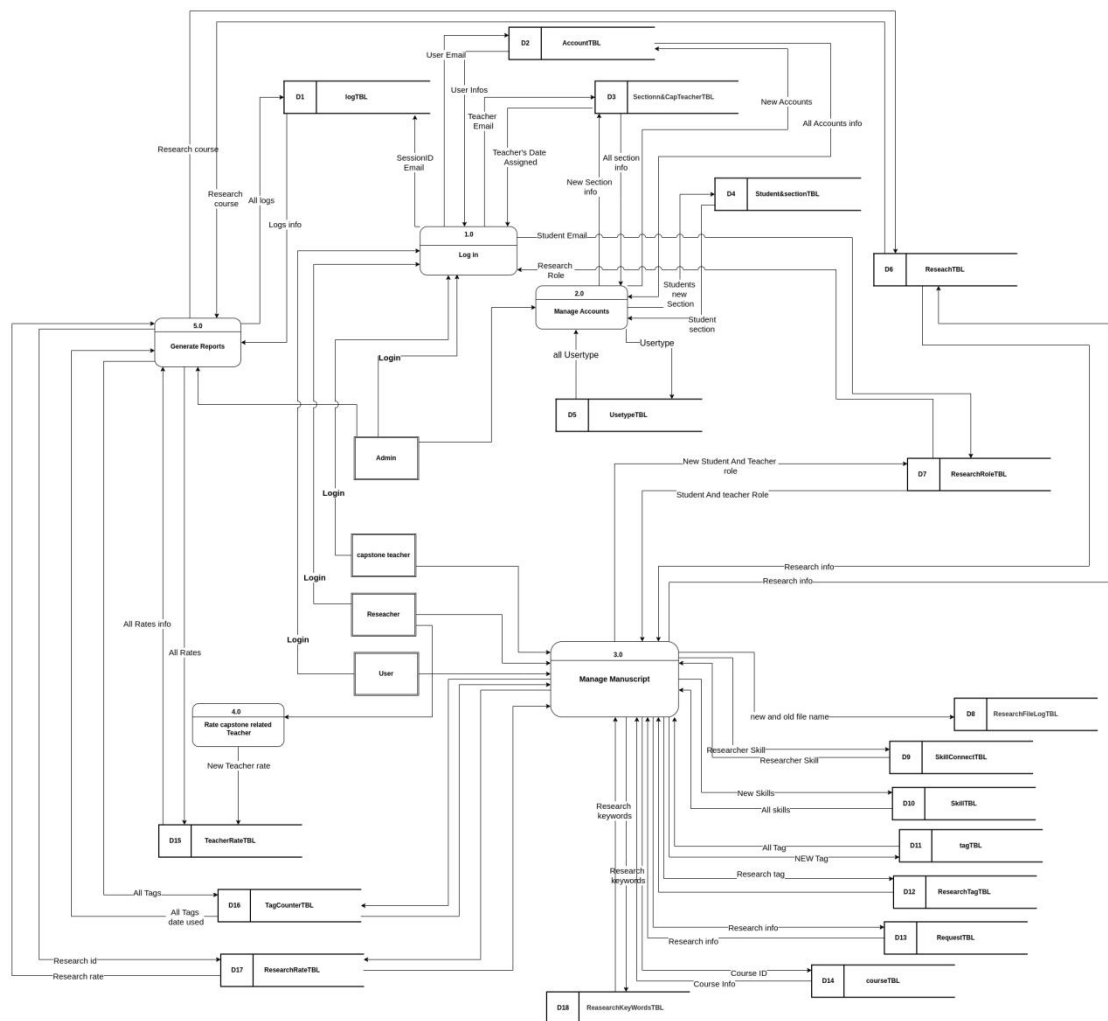 D2 AccountTBL
User Email
D1 logTBL
User Infos
D3 Sectionn&CapTeacherTBL
New Accounts
Teacher
Email
All Accounts info
Research course
SessionID
Email
Teacher's Date
Assigned
All section
info
New Section
info
D4 Student&sectionTBL
Research
course
All logs
Logs info
1.0
Log in
Student Email
Research
Role
D6 ReseachTBL
Students
new
Section
2.0
Manage Accounts
Student
section
5.0
Generate Reports
Login
all Usertype
Usertype
D5 UsetypeTBL
Admin
New Student And Teacher
role
D7 ResearchRoleTBL
Student And teacher Role
Login
capstone teacher
Research info
Research info
Login
Reseacher
All Rates info
Login
All Rates
User
3.0
Manage Manuscript
4.0
Rate capstone related
Teacher
new and old file name
D8 ResearchFileLogTBL
Researcher Skill
Researcher Skill
D9 SkillConnectTBL
New Teacher rate
New Skills
All skills
D10 SkillTBL
Research
keywords
D15 TeacherRateTBL
All Tag
NEW Tag
D11 tagTBL
Research
keywords
Research tag
D12 ResearchTagTBL
All Tags
D16 TagCounterTBL
All Tags
date used
Research info
Research info
D13 RequestTBL
Research id
Research rate
D17 ResearchRateTBL
Course ID
Course Info
D14 courseTBL
D18 ReasearchKeyWordsTBL